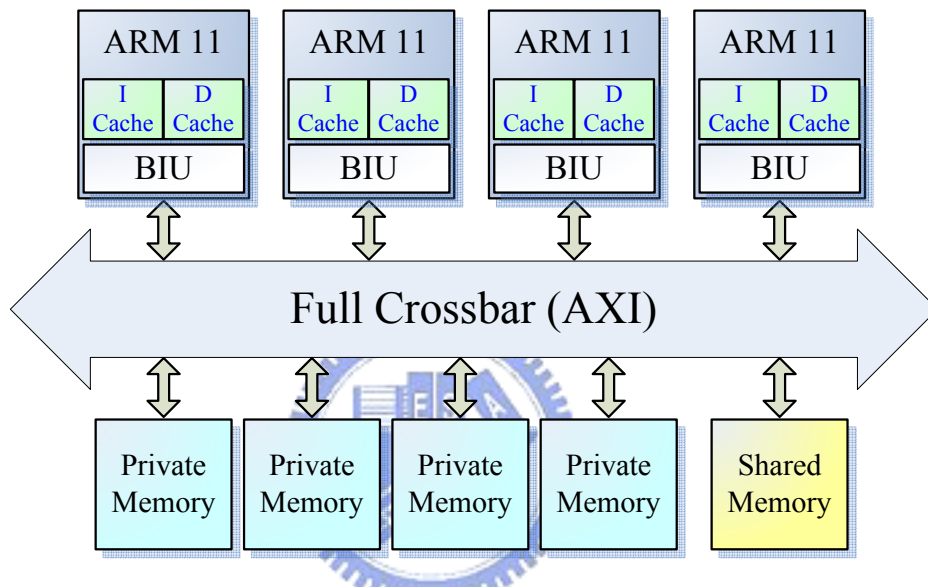 ARM 11
ARM 11
ARM 11
ARM 11
I
Cache
D
Cache
I
Cache
D
Cache
I
Cache
D
Cache
I
Cache
D
Cache
BIU
BIU
BIU
BIU
Full Crossbar (AXI)
Private
Memory
Private
Memory
Private
Memory
Private
Memory
Shared
Memory